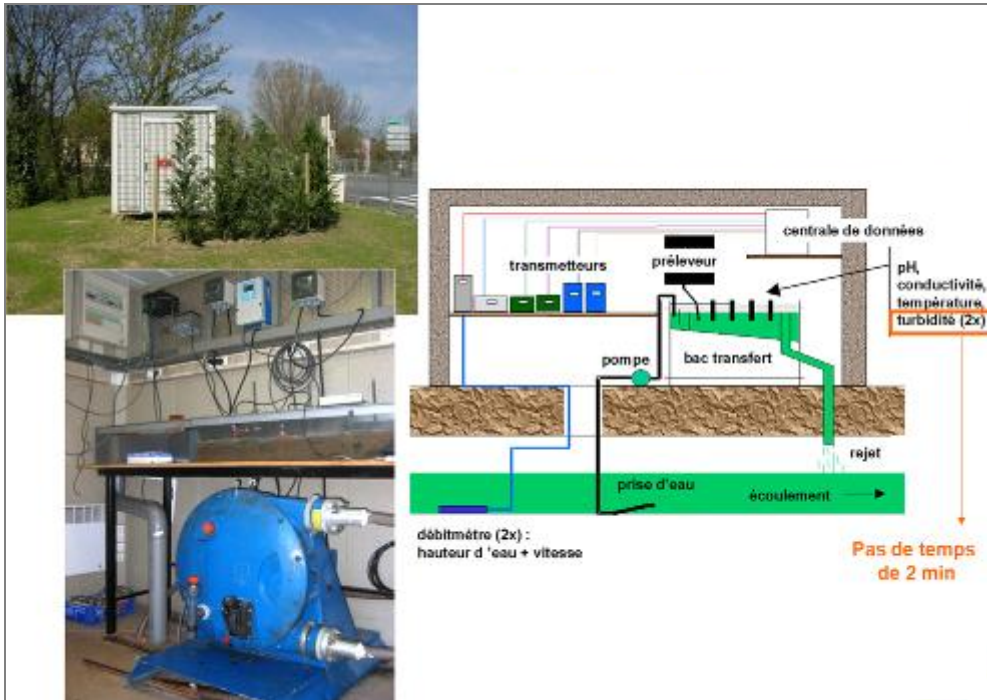 centrale de données
transmetteurs
prêleveur
pH,
conductivité,
température,
turbidité (2x)
pompe
bac transfert
rejet
prise d'eau
écoulement
débitmètre (2x) :
hauteur d 'eau + vitesse
Pas de temps
de 2 min